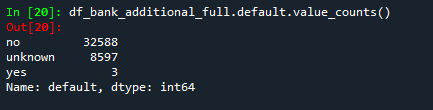 In [20]: df_bank_additional_full.default.value_counts()
Out[20]:
no         32588
unknown     8597
yes            3
Name: default, dtype: int64